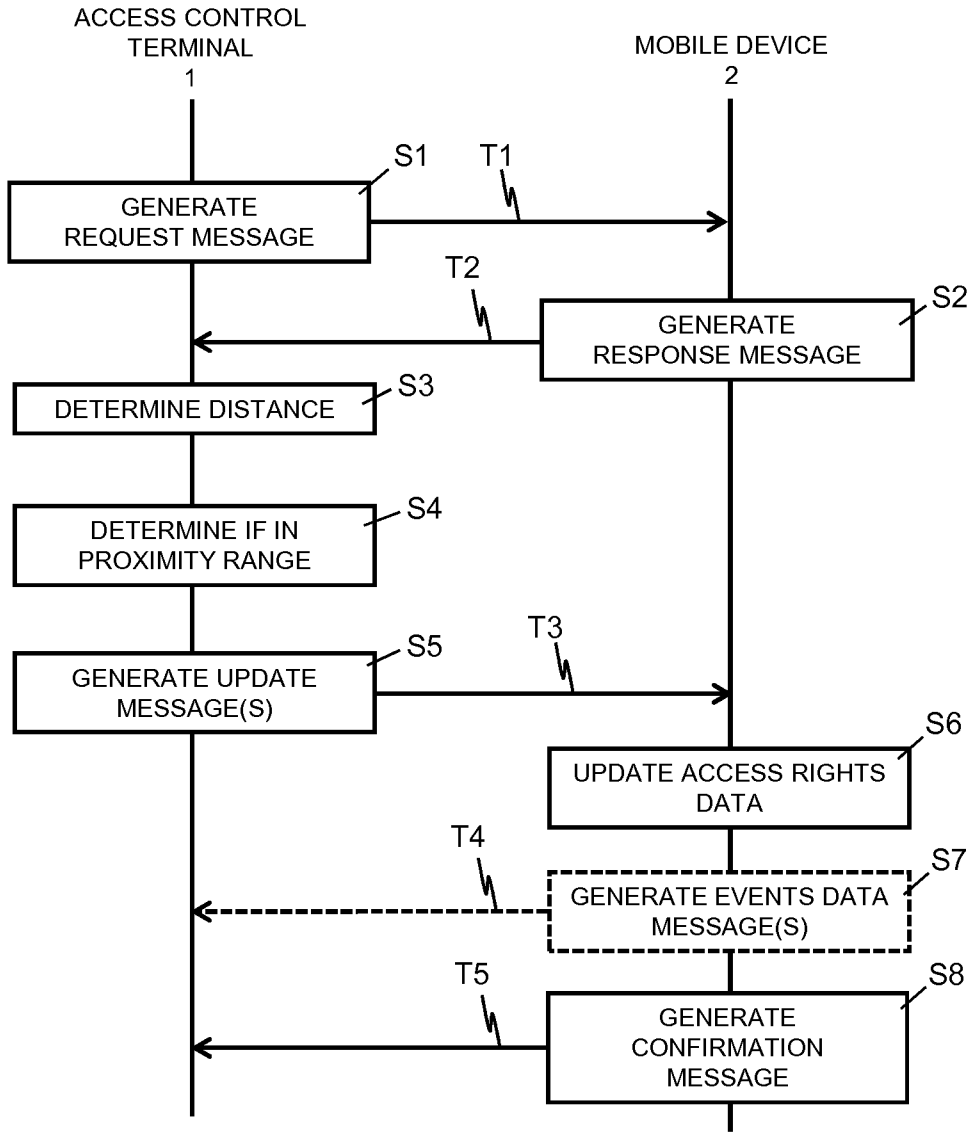 ACCESS CONTROL
TERMINAL
1
MOBILE DEVICE
2
S1
T1
GENERATE
REQUEST MESSAGE
T2
S2
GENERATE
RESPONSE MESSAGE
S3
DETERMINE DISTANCE
S4
DETERMINE IF IN
PROXIMITY RANGE
T3
S5
GENERATE UPDATE
MESSAGE(S)
S6
UPDATE ACCESS RIGHTS
DATA
T4
S7
GENERATE EVENTS DATA
MESSAGE(S)
T5
S8
GENERATE
CONFIRMATION
MESSAGE